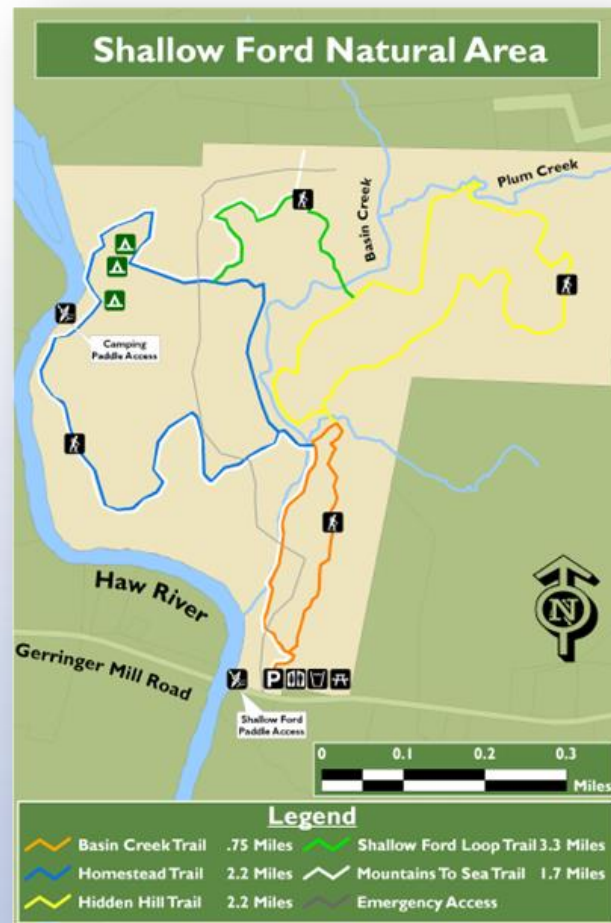 Shallow Ford Natural Area
Plum Creek
Basin Creek
Camping
Paddle Access
Haw River
N
Gerringer Mill Road
P
Shallow Ford
Paddle Access
0 0.1 0.2 0.3
Miles
Legend
Basin Creek Trail .75 Miles
Homestead Trail 2.2 Miles
Hidden Hill Trail 2.2 Miles
Shallow Ford Loop Trail 3.3 Miles
Mountains To Sea Trail 1.7 Miles
Emergency Access